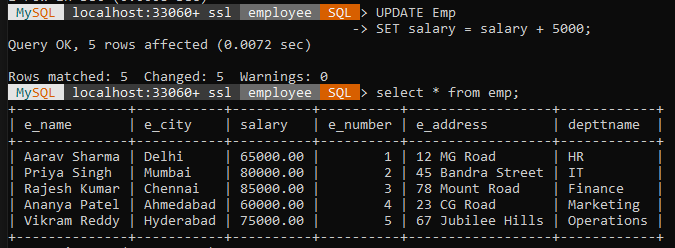 MySQL localhost:33060+ ssl employee SQL > UPDATE Emp
-> SET salary = salary + 5000;
Query OK, 5 rows affected (0.0072 sec)
Rows matched: 5 Changed: 5 Warnings: 0
MySQL localhost:33060+ ssl employee SQL > select * from emp;
+--------------+-----------+----------+----------+------------------+------------+
| e_name | e_city | salary | e_number | e_address | depttname |
+--------------+-----------+----------+----------+------------------+------------+
| Aarav Sharma | Delhi | 65000.00 | 1 | 12 MG Road | HR |
| Priya Singh | Mumbai | 80000.00 | 2 | 45 Bandra Street | IT |
| Rajesh Kumar | Chennai | 85000.00 | 3 | 78 Mount Road | Finance |
| Ananya Patel | Ahmedabad | 60000.00 | 4 | 23 CG Road | Marketing |
| Vikram Reddy | Hyderabad | 75000.00 | 5 | 67 Jubilee Hills | Operations |
+--------------+-----------+----------+----------+------------------+------------+